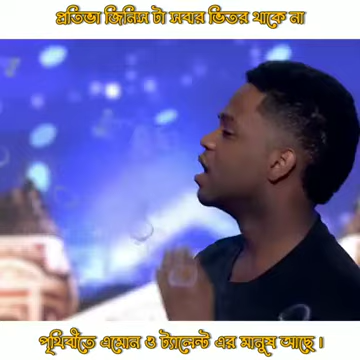 প্রতিভা জিনিস টা সবার ভিতর থাকে না
পৃথিবীতে এমোন ও ট্যালেন্ট এর মানুষ আছে।